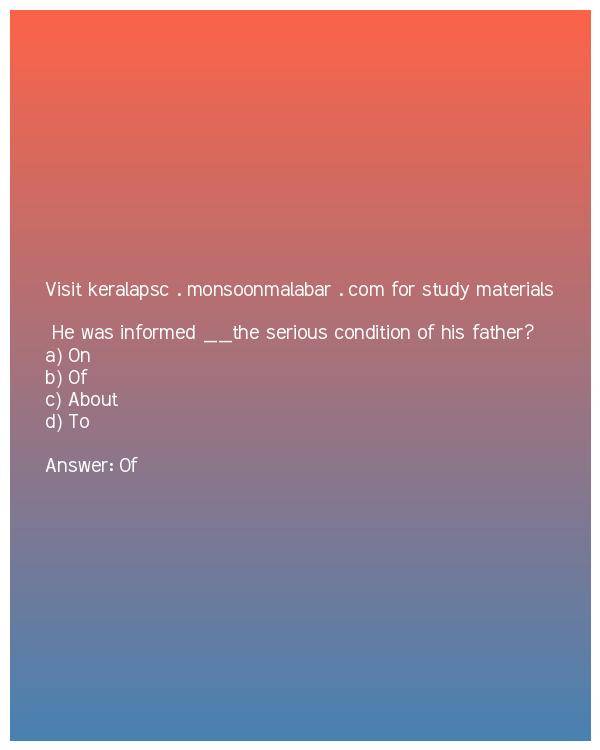 Visit keralapsc . monsoonmalabar . com for study materials
He was informed __the serious condition of his father?
a) On
b) Of
c) About
d) To
Answer: Of